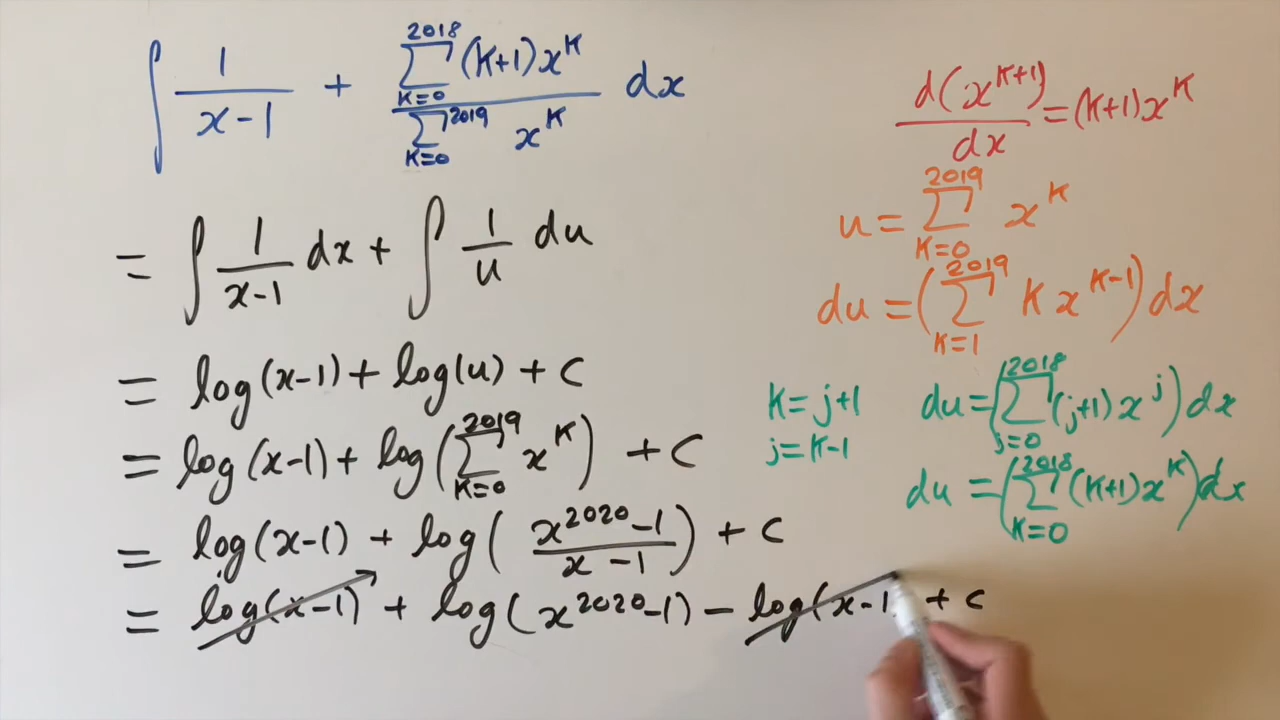 ∫ 1/(x-1) + (∑_{K=0}^{2018} (K+1)x^K)/(∑_{K=0}^{2019} x^K) dx
= ∫ 1/(x-1) dx + ∫ 1/u du
= log(x-1) + log(u) + C
= log(x-1) + log(∑_{K=0}^{2019} x^K) + C
= log(x-1) + log((x^{2020}-1)/(x-1)) + C
= log(x-1) + log(x^{2020}-1) - log(x-1 + C
d(x^{K+1})/dx = (K+1)x^K
u = ∑_{K=0}^{2019} x^K
du = (∑_{K=1}^{2019} K x^{K-1}) dx
K = j+1
j = K-1
du = (∑_{j=0}^{2018} (j+1) x^j) dx
du = (∑_{K=0}^{2018} (K+1) x^K) dx